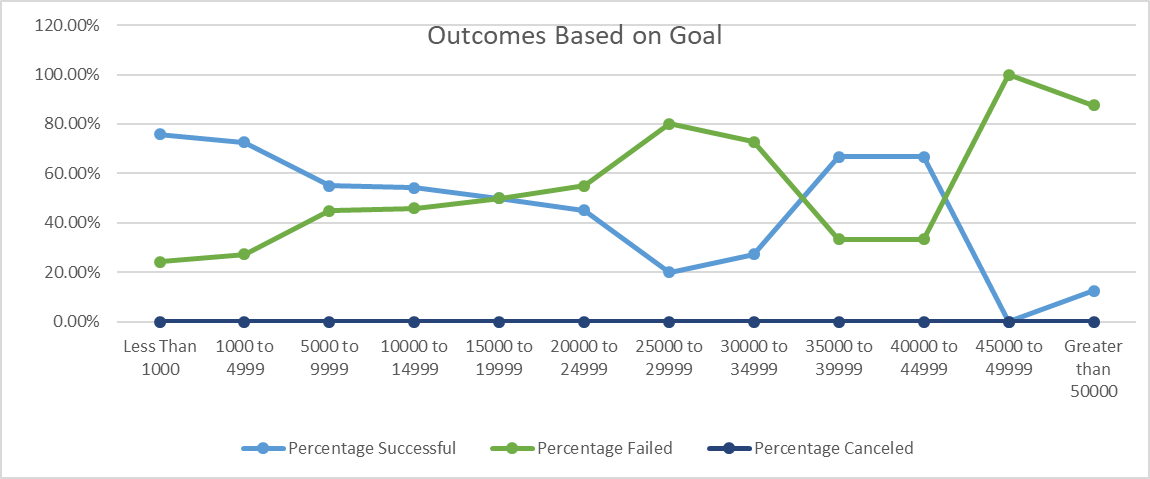 Outcomes Based on Goal
120.00%
100.00%
80.00%
60.00%
40.00%
20.00%
0.00%
Less Than
1000
1000 to
4999
5000 to
9999
10000 to
14999
15000 to
19999
20000 to
24999
25000 to
29999
30000 to
34999
35000 to
39999
40000 to
44999
45000 to
49999
Greater
than
50000
Percentage Successful
Percentage Failed
Percentage Canceled